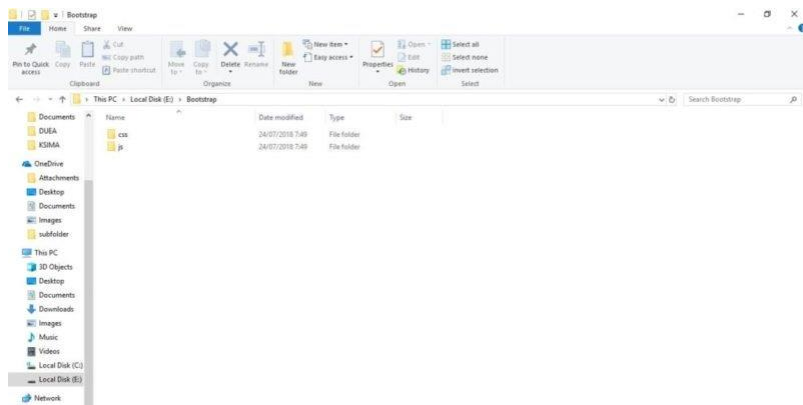 Bootstrap
File Home Share View
Pin to Quick access
Copy
Paste
Cut
Copy path
Paste shortcut
Clipboard
Move to
Copy to
Delete
Rename
Organize
New folder
New item
Easy access
New
Properties
Open
Edit
History
Open
Select all
Select none
Invert selection
Select
This PC > Local Disk (E:) > Bootstrap
Search Bootstrap
Name Date modified Type Size
css 24/07/2018 7:49 File folder
js 24/07/2018 7:49 File folder
Documents
DUEA
KSIMA
OneDrive
Attachments
Desktop
Documents
Images
subfolder
This PC
3D Objects
Desktop
Documents
Downloads
Images
Music
Videos
Local Disk (C:)
Local Disk (E:)
Network